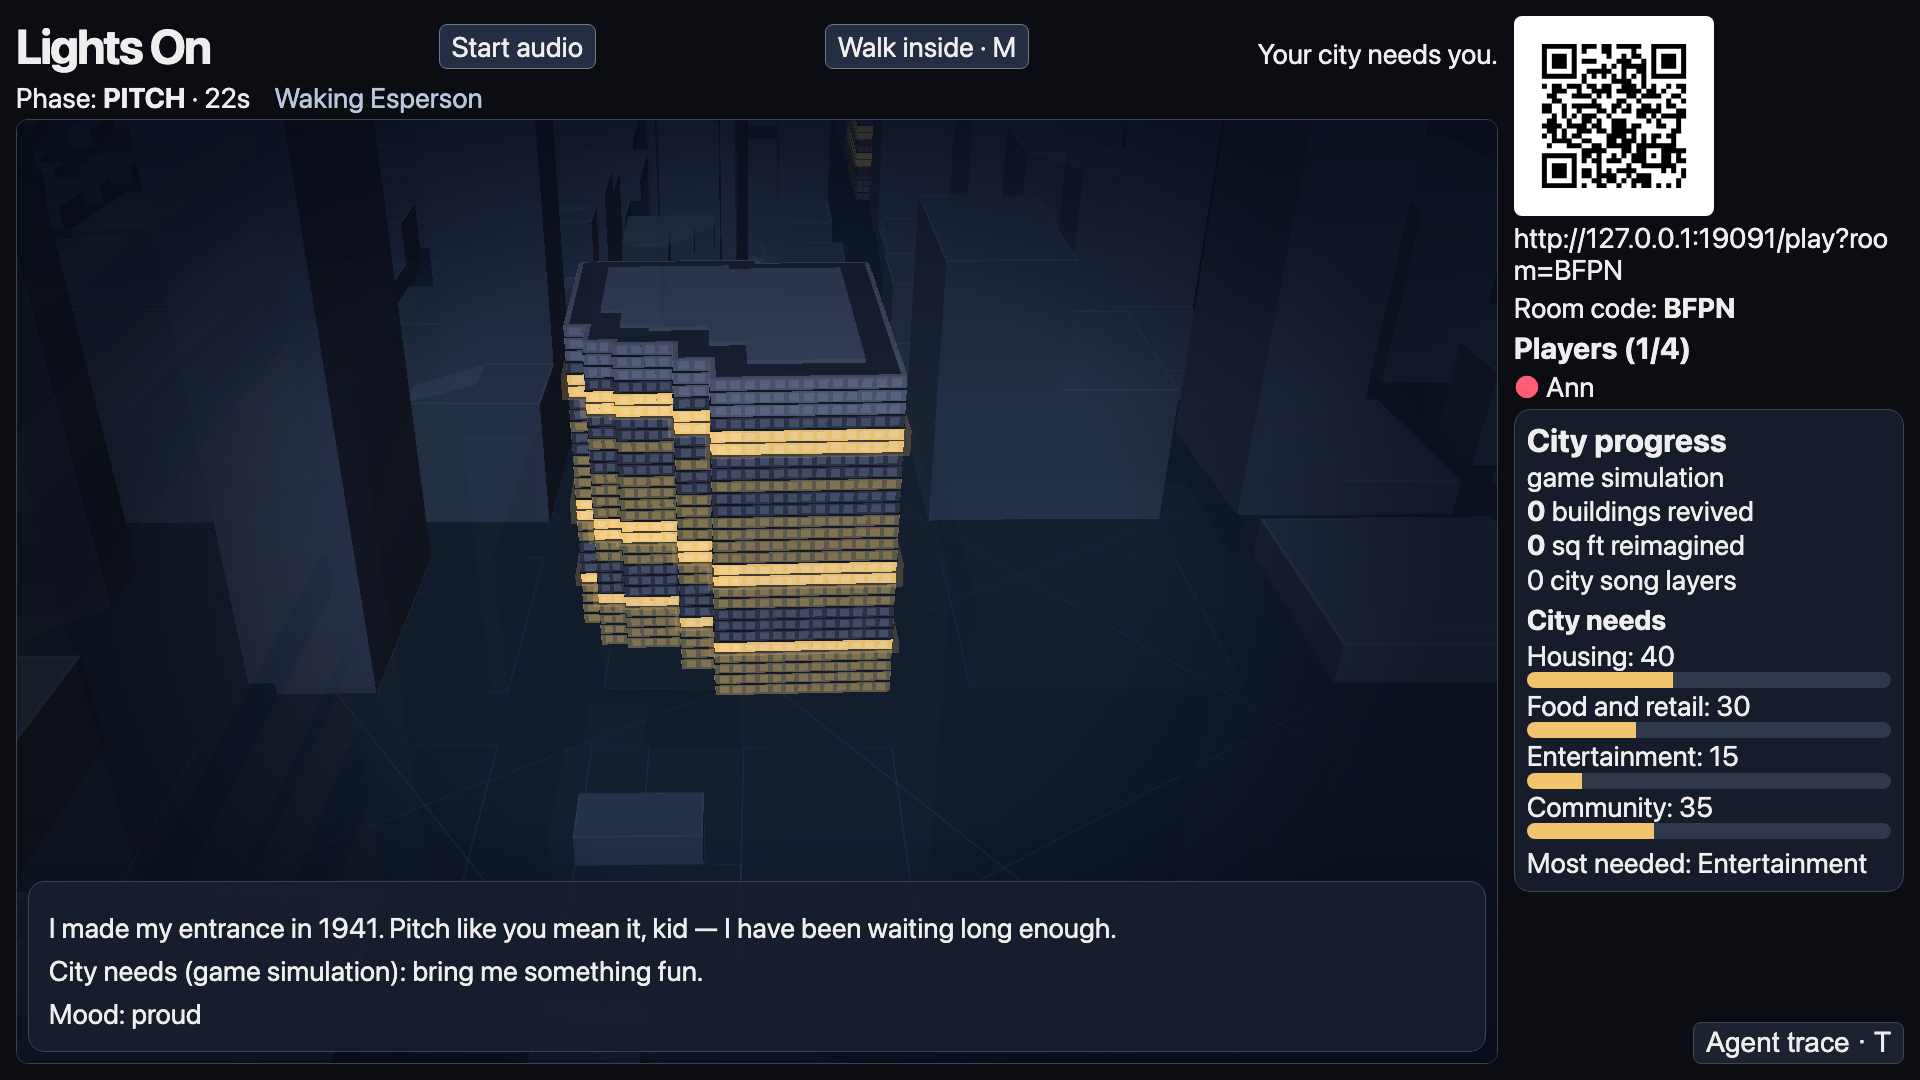 Lights On
Start audio
Walk inside · M
Your city needs you.
Phase: PITCH · 22s
Waking Esperson
http://127.0.0.1:19091/play?roo
m=BFPN
Room code: BFPN
Players (1/4)
Ann
City progress
game simulation
0 buildings revived
0 sq ft reimagined
0 city song layers
City needs
Housing: 40
Food and retail: 30
Entertainment: 15
Community: 35
Most needed: Entertainment
I made my entrance in 1941. Pitch like you mean it, kid — I have been waiting long enough.
City needs (game simulation): bring me something fun.
Mood: proud
Agent trace · T